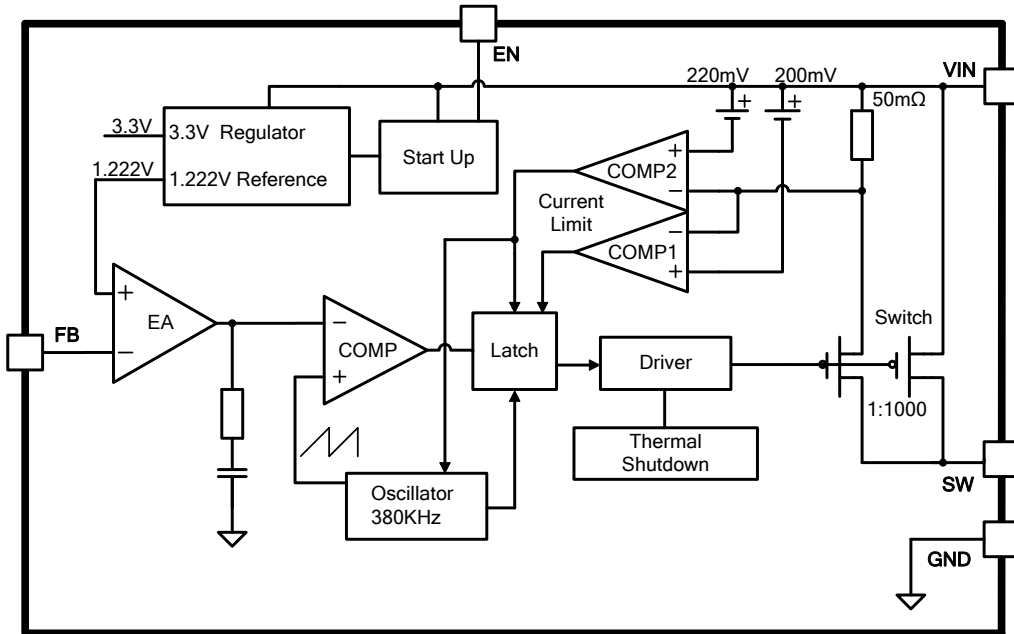 EN
VIN
220mV
200mV
50mΩ
3.3V
3.3V Regulator
1.222V
1.222V Reference
Start Up
+
+
+
−
COMP2
Current
Limit
−
+
COMP1
+
−
EA
FB
−
+
COMP
Latch
Driver
Switch
1:1000
Thermal
Shutdown
Oscillator
380KHz
SW
GND